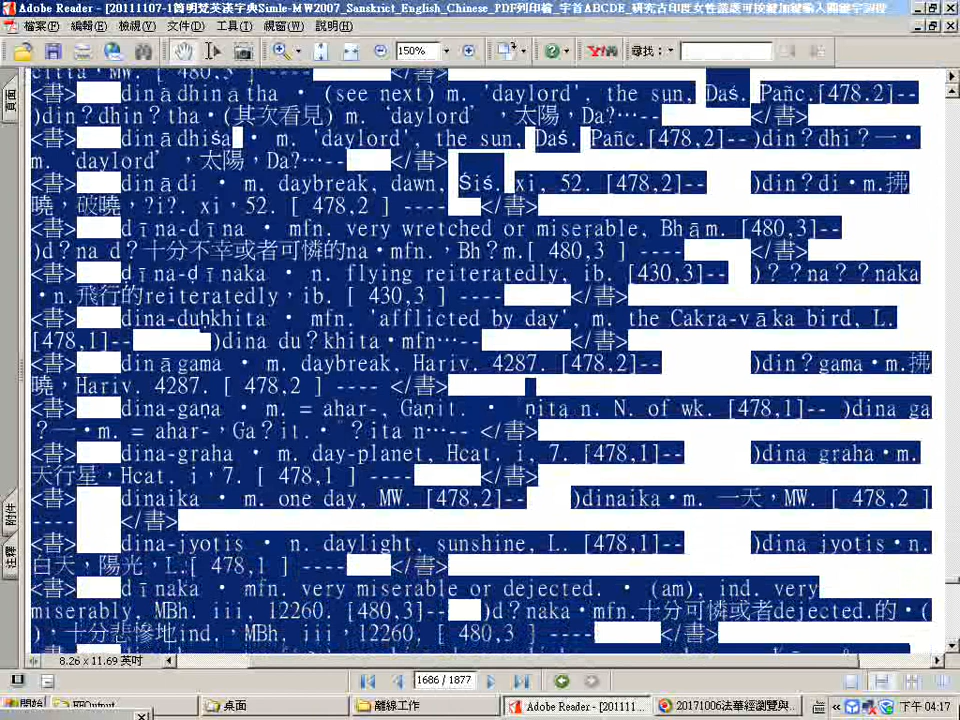 Adobe Reader - [20111107-1簡明梵英漢字典Simle-MW2007_Sanskrict_English_Chinese_PDF列印檔_字首ABCDE_研究古印度女性議題可按熱鍵輸入關鍵字調搜
檔案(F) 編輯(E) 檢視(V) 文件(D) 工具(T) 視窗(W) 說明(H)
150% 尋找：
頁面
附件
註釋
citta, MW. [ 480,3 ] ---- </書>
<書> dinādhinātha • (see next) m. 'daylord', the sun, Daś. Pañc.[478.2]--
)din？dhin？tha • (其次看見) m. ‘daylord’，太陽，Da?…-- </書>
<書> dinādhiśa • m. 'daylord', the sun, Daś. Pañc. [478,2]--)din？dhi？一•
m. ‘daylord’，太陽，Da?…-- </書>
<書> dinādi • m. daybreak, dawn, Śiś. xi, 52. [478,2]-- )din？di•m.拂
曉，破曉，?i?. xi，52. [ 478,2 ] ---- </書>
<書> dīna-dīna • mfn. very wretched or miserable, Bhām. [480,3]--
)d？na d？十分不幸或者可憐的na•mfn.，Bh？m.[ 480,3 ] ---- </書>
<書> ḍīna-ḍīnaka • n. flying reiteratedly, ib. [430,3]-- )？？na？？naka
•n.飛行的reiteratedly，ib. [ 430,3 ] ---- </書>
<書> dina-duḥkhita • mfn. 'afflicted by day', m. the Cakra-vāka bird, L.
[478,1]-- )dina du？khita•mfn… </書>
<書> dināgama • m. daybreak, Hariv. 4287. [478,2]-- )din？gama•m.拂
曉，Hariv. 4287. [ 478,2 ] ---- </書>
<書> dina-gaṇa • m. = ahar-, Gaṇit. • ṇita n. N. of wk. [478,1]-- )dina ga
？一•m. = ahar-，Ga？it. •ﾞ？ita n…-- </書>
<書> dina-graha • m. day-planet, Hcat. i, 7. [478,1]-- )dina graha•m.
天行星，Hcat. i，7. [ 478,1 ] ---- </書>
<書> dinaika • m. one day, MW. [478,2]-- )dinaika•m. 一天，MW. [ 478,2 ]
---- </書>
<書> dina-jyotis • n. daylight, sunshine, L. [478,1]-- )dina jyotis•n.
白天，陽光，L.[ 478,1 ] ---- </書>
<書> dīnaka • mfn. very miserable or dejected. • (am), ind. very
miserably, MBh. iii, 12260. [480,3]-- )d？naka•mfn.十分可憐或者dejected.的•(
)，十分悲慘地ind.，MBh. iii，12260, [ 480,3 ] ---- </書>
8.26 x 11.69 英吋
1686 / 1877
開始 桌面 離線工作 Adobe Reader - [201111... 20171006法華經瀏覽與... 下午 04:17